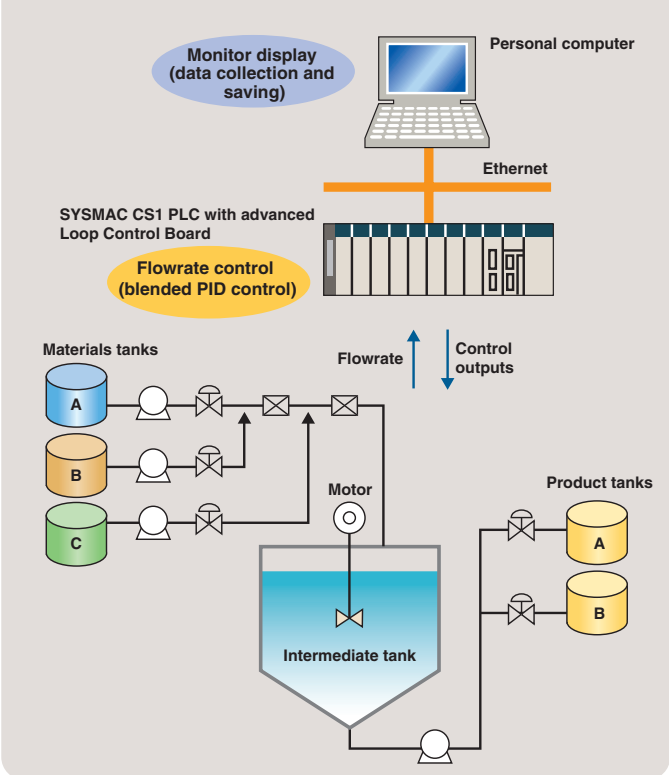 Monitor display
(data collection and
saving)
Personal computer
Ethernet
SYSMAC CS1 PLC with advanced
Loop Control Board
Flowrate control
(blended PID control)
Flowrate
Control
outputs
Materials tanks
A
B
C
Motor
Product tanks
A
B
Intermediate tank